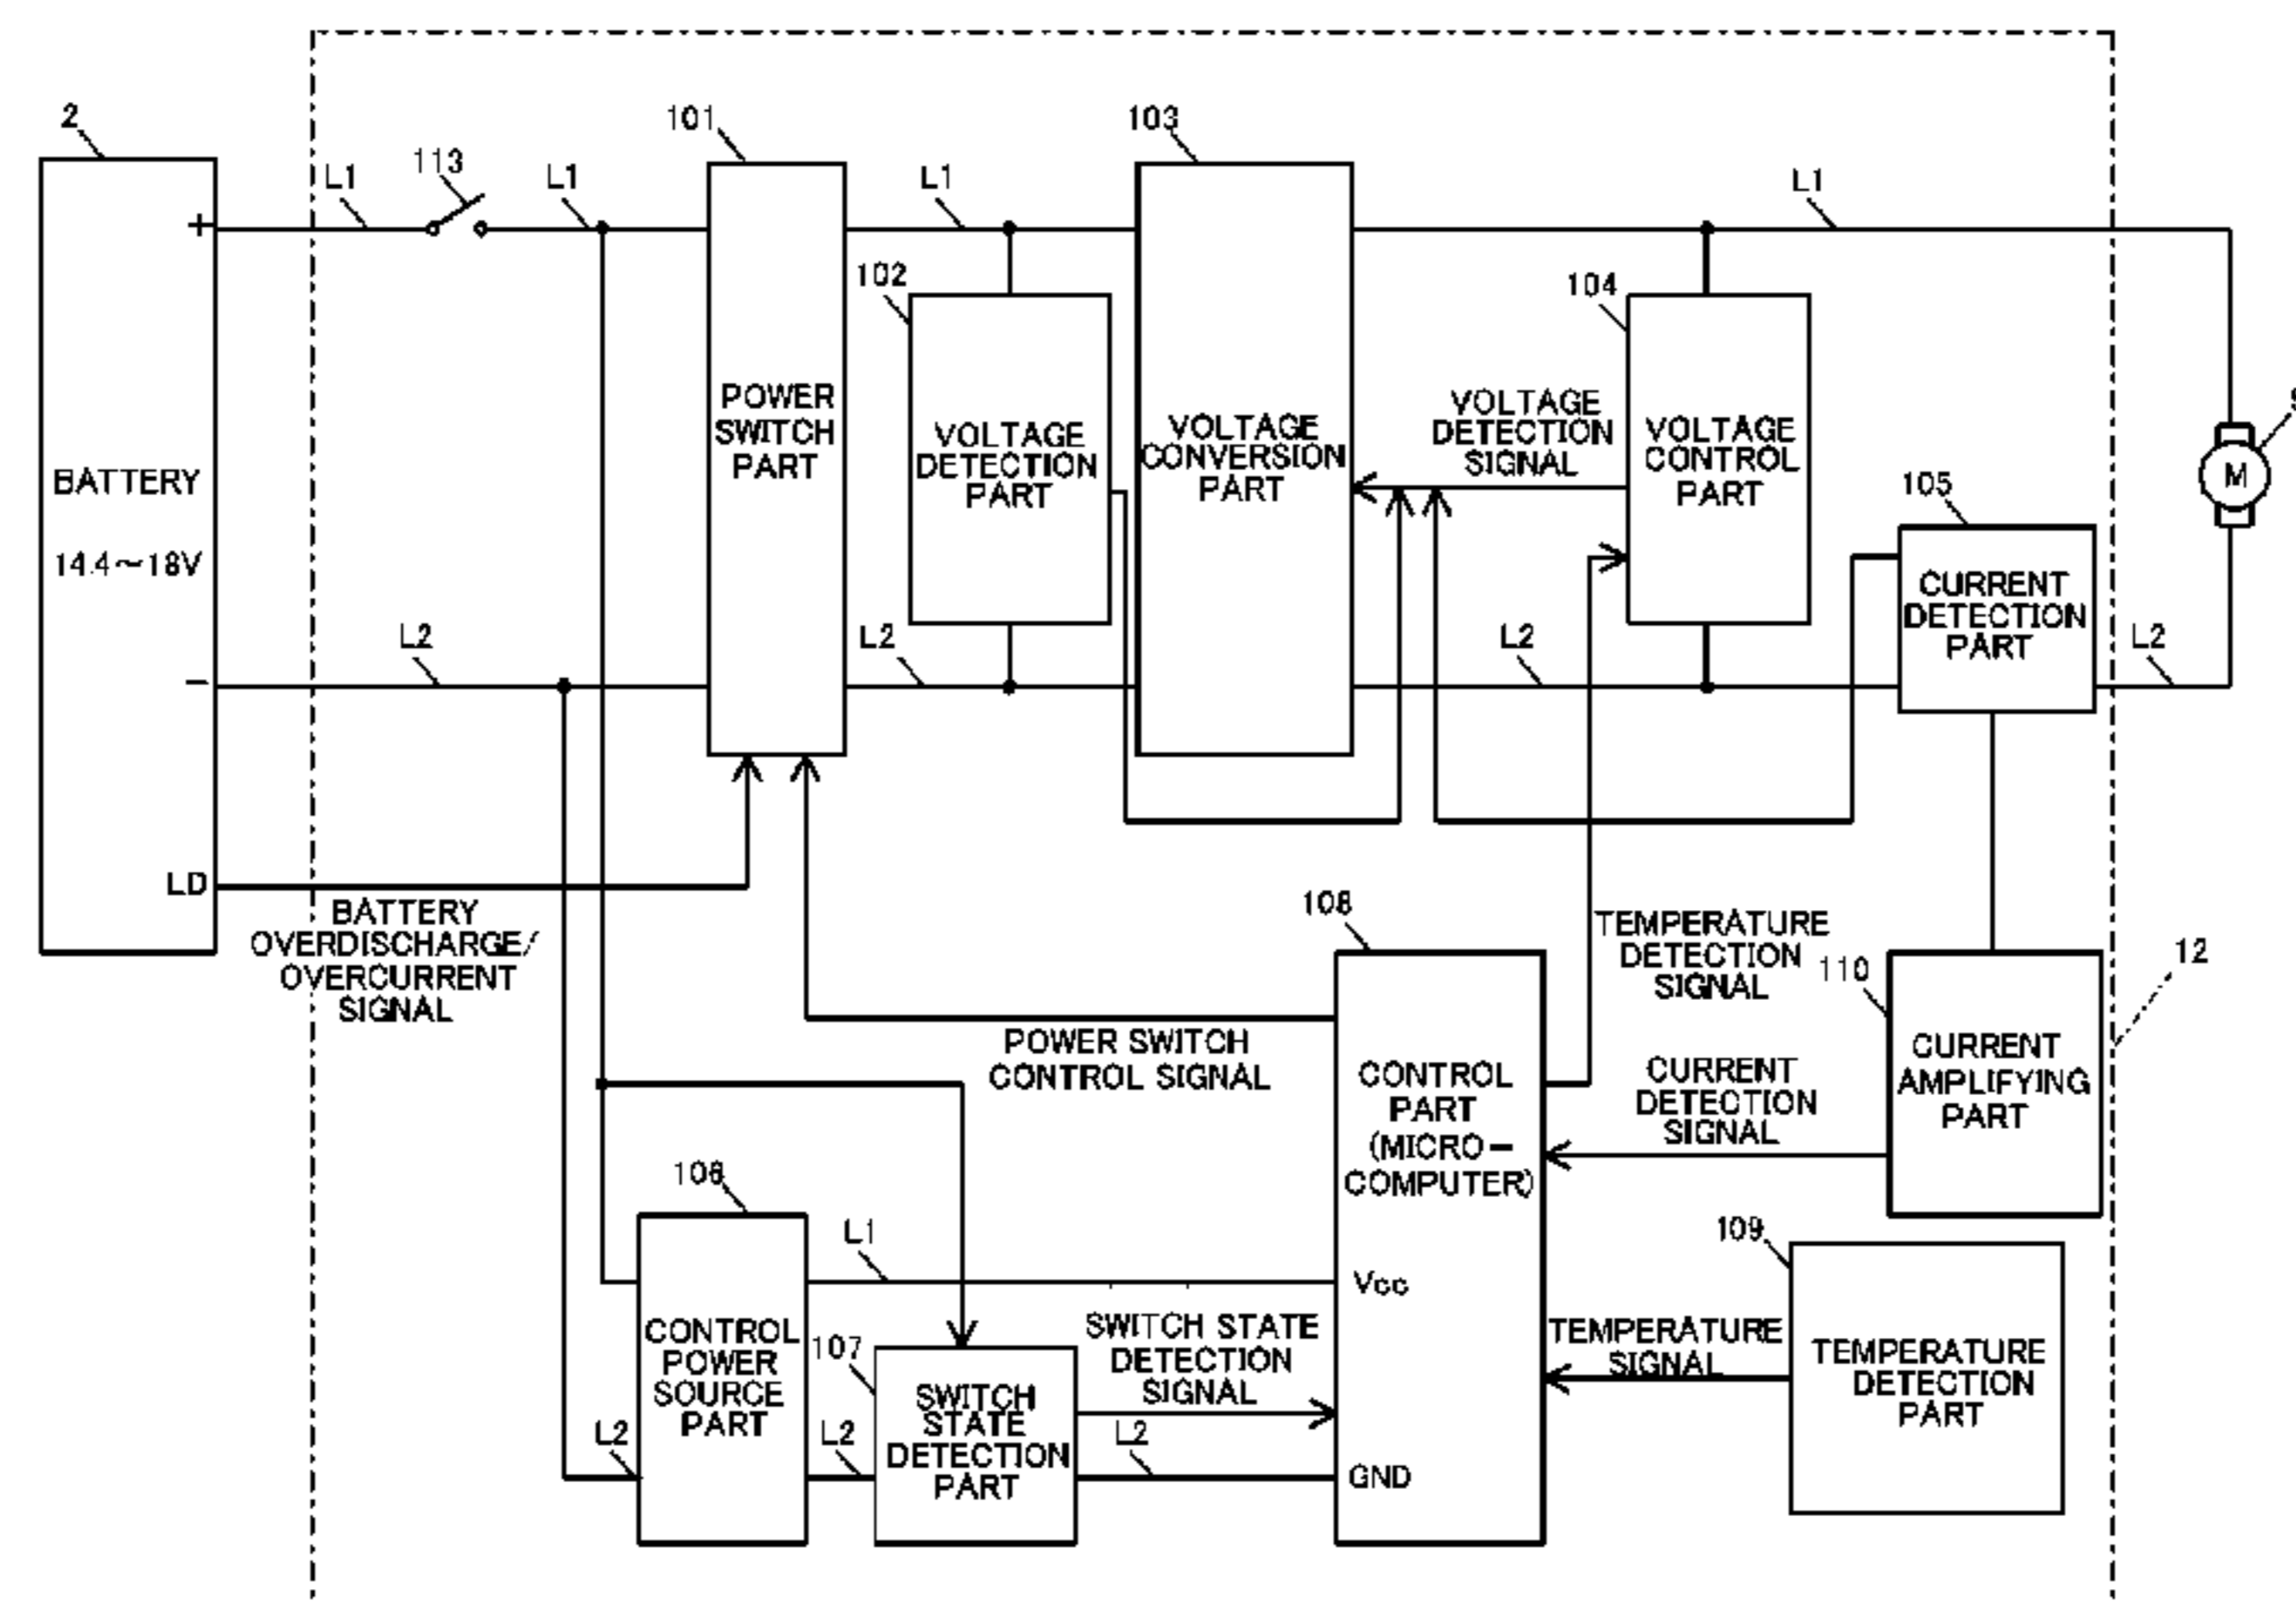 2
113
101
103
L1
L1
L1
L1
+
102
104
POWER
SWITCH
PART
VOLTAGE
DETECTION
PART
VOLTAGE
CONVERSION
PART
VOLTAGE
DETECTION
SIGNAL
VOLTAGE
CONTROL
PART
105
M
BATTERY
14.4～18V
CURRENT
DETECTION
PART
L2
L2
L2
L2
−
LD
BATTERY
OVERDISCHARGE/
OVERCURRENT
SIGNAL
108
TEMPERATURE
DETECTION
SIGNAL
110
12
POWER SWITCH
CONTROL SIGNAL
CONTROL
PART
(MICRO−
COMPUTER)
CURRENT
DETECTION
SIGNAL
CURRENT
AMPLIFYING
PART
106
L1
Vcc
109
CONTROL
POWER
SOURCE
PART
107
SWITCH
STATE
DETECTION
PART
SWITCH STATE
DETECTION
SIGNAL
TEMPERATURE
SIGNAL
TEMPERATURE
DETECTION
PART
L2
L2
L2
GND